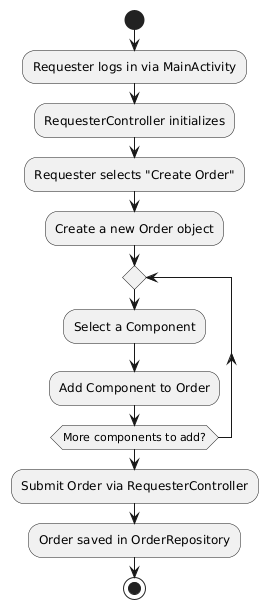 Requester logs in via MainActivity
RequesterController initializes
Requester selects "Create Order"
Create a new Order object
Select a Component
Add Component to Order
More components to add?
Submit Order via RequesterController
Order saved in OrderRepository